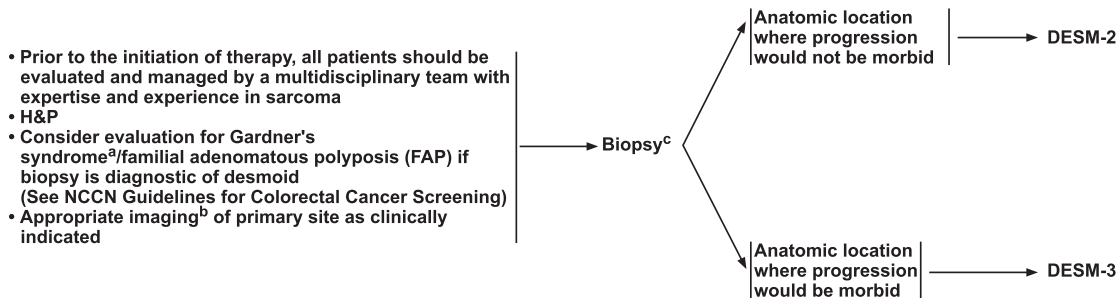 • Prior to the initiation of therapy, all patients should be
evaluated and managed by a multidisciplinary team with
expertise and experience in sarcoma
• H&P
• Consider evaluation for Gardner's
syndromeᵃ/familial adenomatous polyposis (FAP) if
biopsy is diagnostic of desmoid
(See NCCN Guidelines for Colorectal Cancer Screening)
• Appropriate imagingᵇ of primary site as clinically
indicated
Biopsyᶜ
Anatomic location
where progression
would not be morbid
DESM-2
Anatomic location
where progression
would be morbid
DESM-3